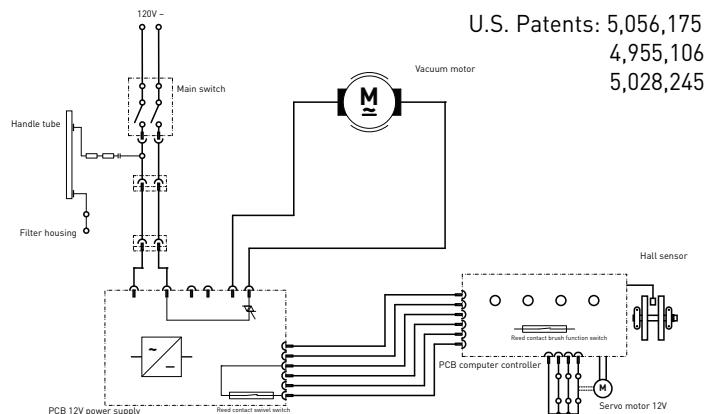 120V ~
U.S. Patents: 5,056,175
4,955,106
5,028,245
Main switch
Vacuum motor
M
~
Handle tube
Filter housing
Hall sensor
Reed contact brush function switch
PCB computer controller
~
–
M
Servo motor 12V
PCB 12V power supply
Reed contact swivel switch